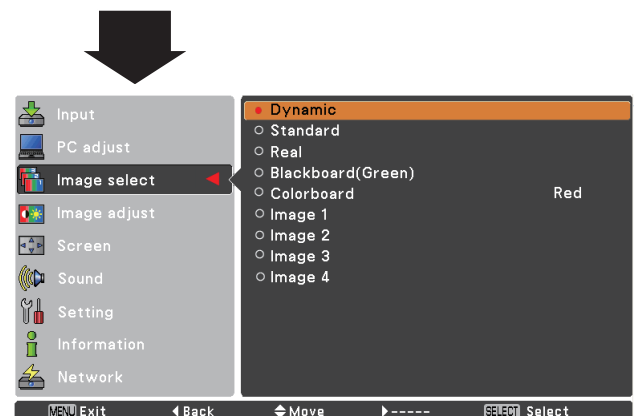 Input
PC adjust
Image select
Image adjust
Screen
Sound
Setting
Information
Network
Dynamic
Standard
Real
Blackboard(Green)
Colorboard Red
Image 1
Image 2
Image 3
Image 4
MENU Exit Back Move ----- SELECT Select